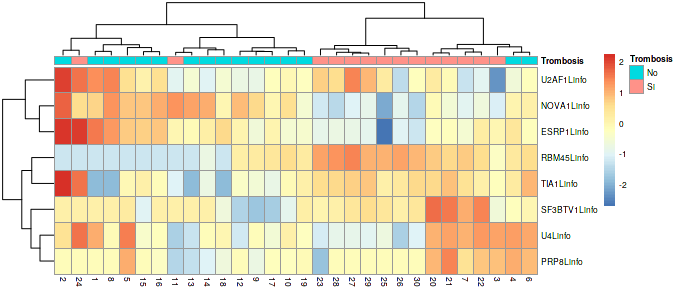 Trombosis
U2AF1Linfo
NOVA1Linfo
ESRP1Linfo
RBM45Linfo
TIA1Linfo
SF3BTV1Linfo
U4Linfo
PRP8Linfo
2 24 1 8 5 15 16 11 13 14 18 12 9 17 10 19 23 28 27 29 25 26 30 20 21 7 22 3 4 6
2
1
0
-1
-2
Trombosis
No
Si